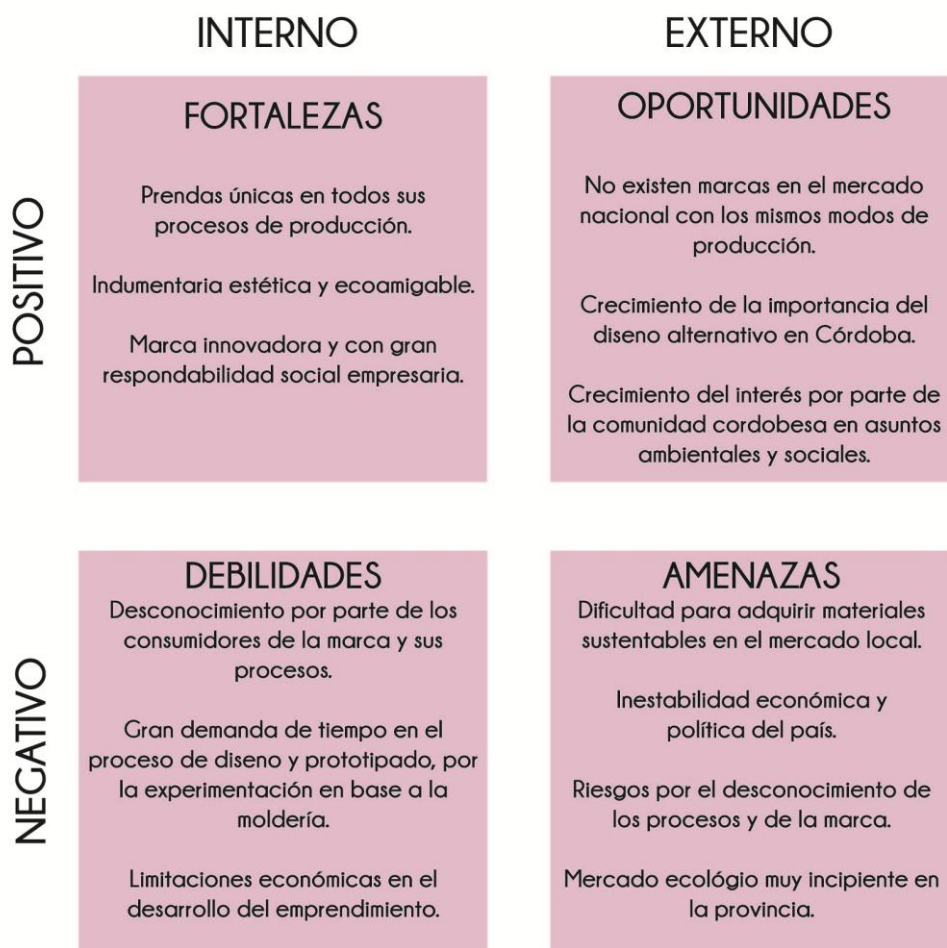 INTERNO
EXTERNO
POSITIVO
FORTALEZAS
Prendas únicas en todos sus
procesos de producción.
Indumentaria estética y ecoamigable.
Marca innovadora y con gran
respondabilidad social empresaria.
OPORTUNIDADES
No existen marcas en el mercado
nacional con los mismos modos de
producción.
Crecimiento de la importancia del
diseno alternativo en Córdoba.
Crecimiento del interés por parte de
la comunidad cordobesa en asuntos
ambientales y sociales.
NEGATIVO
DEBILIDADES
Desconocimiento por parte de los
consumidores de la marca y sus
procesos.
Gran demanda de tiempo en el
proceso de diseno y prototipado, por
la experimentación en base a la
moldería.
Limitaciones económicas en el
desarrollo del emprendimiento.
AMENAZAS
Dificultad para adquirir materiales
sustentables en el mercado local.
Inestabilidad económica y
política del país.
Riesgos por el desconocimiento de
los procesos y de la marca.
Mercado ecológio muy incipiente en
la provincia.